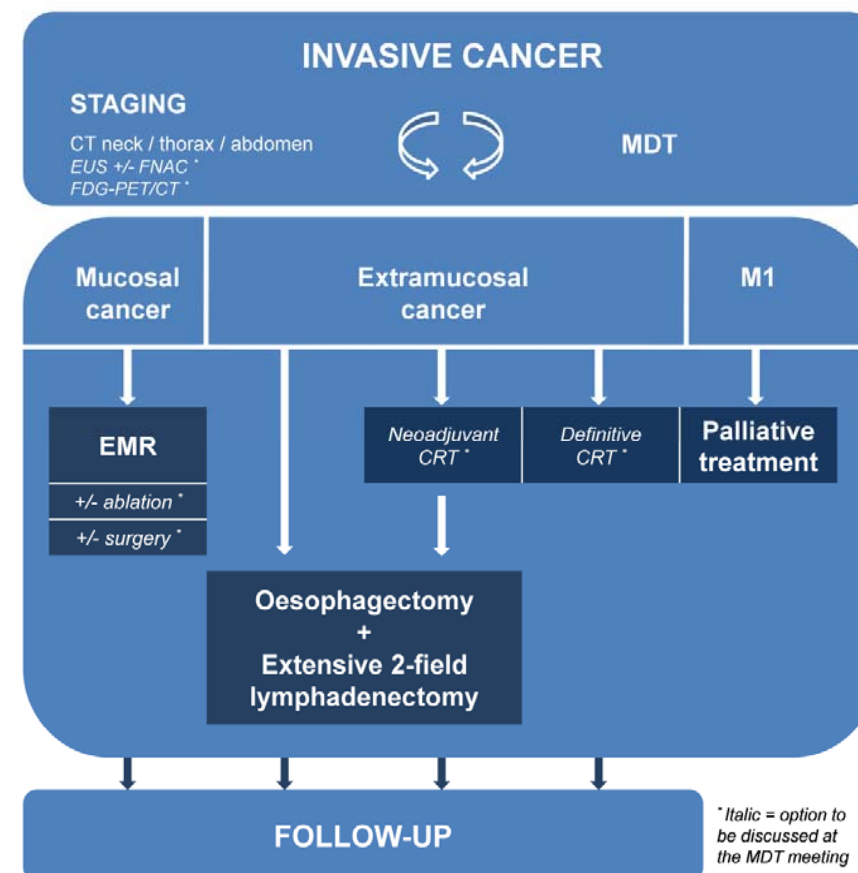 INVASIVE CANCER
STAGING
CT neck / thorax / abdomen
EUS +/- FNAC *
FDG-PET/CT *
MDT
Mucosal
cancer
Extramucosal
cancer
M1
EMR
+/- ablation *
+/- surgery *
Neoadjuvant
CRT *
Definitive
CRT *
Palliative
treatment
Oesophagectomy
+
Extensive 2-field
lymphadenectomy
FOLLOW-UP
* Italic = option to
be discussed at
the MDT meeting